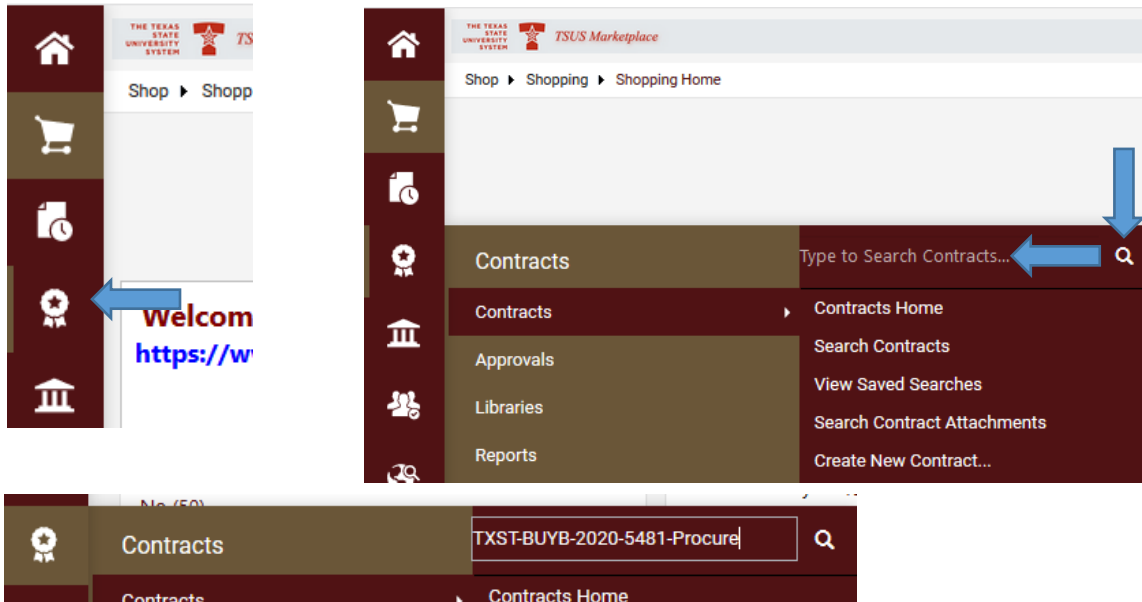 THE TEXAS
STATE
UNIVERSITY
SYSTEM
TS
Shop ▶ Shopp
Welcom
https://w
THE TEXAS
STATE
UNIVERSITY
SYSTEM
TSUS Marketplace
Shop ▶ Shopping ▶ Shopping Home
Contracts
Type to Search Contracts...
Contracts
Contracts Home
Search Contracts
Approvals
View Saved Searches
Libraries
Search Contract Attachments
Reports
Create New Contract...
No (50)
Contracts
TXST-BUYB-2020-5481-Procure
Contracts
Contracts Home